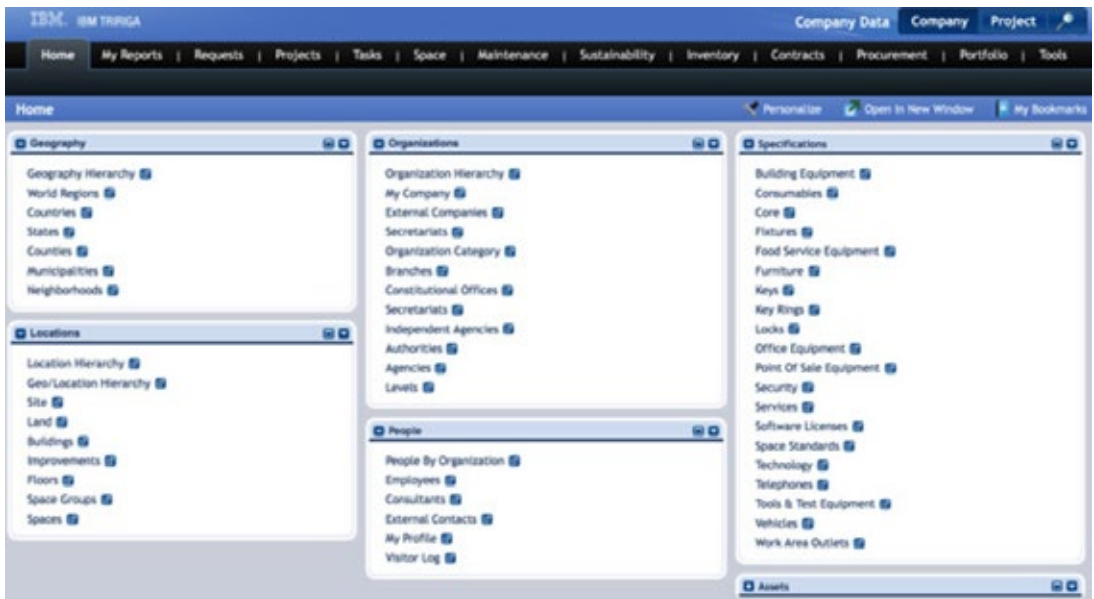 IBM. IBM TRIRIGA
Company Data Company Project
Home My Reports | Requests | Projects | Tasks | Space | Maintenance | Sustainability | Inventory | Contracts | Procurement | Portfolio | Tools
Home
Personalize Open In New Window My Bookmarks
Geography
Geography Hierarchy
World Regions
Countries
States
Counties
Municipalities
Neighborhoods
Locations
Location Hierarchy
Geo/Location Hierarchy
Site
Land
Buildings
Improvements
Floors
Space Groups
Spaces
Organizations
Organization Hierarchy
My Company
External Companies
Secretariats
Organization Category
Branches
Constitutional Offices
Secretariats
Independent Agencies
Authorities
Agencies
Levels
People
People By Organization
Employees
Consultants
External Contacts
My Profile
Visitor Log
Specifications
Building Equipment
Consumables
Core
Fixtures
Food Service Equipment
Furniture
Keys
Key Rings
Locks
Office Equipment
Point Of Sale Equipment
Security
Services
Software Licenses
Space Standards
Technology
Telephones
Tools & Test Equipment
Vehicles
Work Area Outlets
Assets